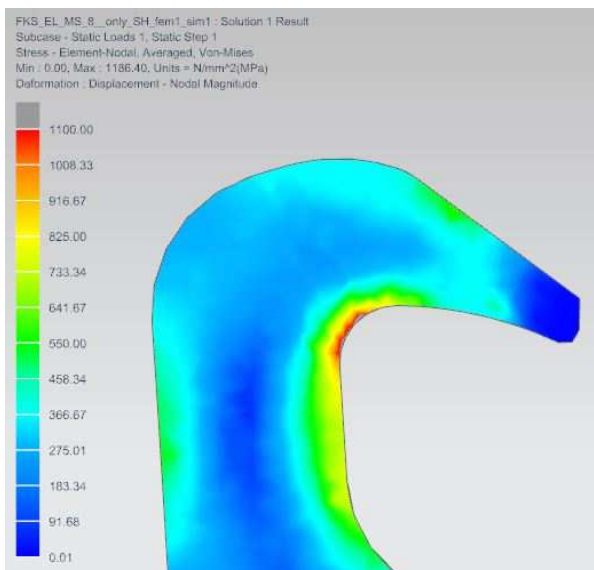 FKS_EL_MS_8__only_SH_fem1_sim1 : Solution 1 Result
Subcase - Static Loads 1, Static Step 1
Stress - Element-Nodal, Averaged, Von-Mises
Min : 0.00, Max : 1186.40, Units = N/mm^2(MPa)
Deformation : Displacement - Nodal Magnitude
1100.00
1008.33
916.67
825.00
733.34
641.67
550.00
458.34
366.67
275.01
183.34
91.68
0.01